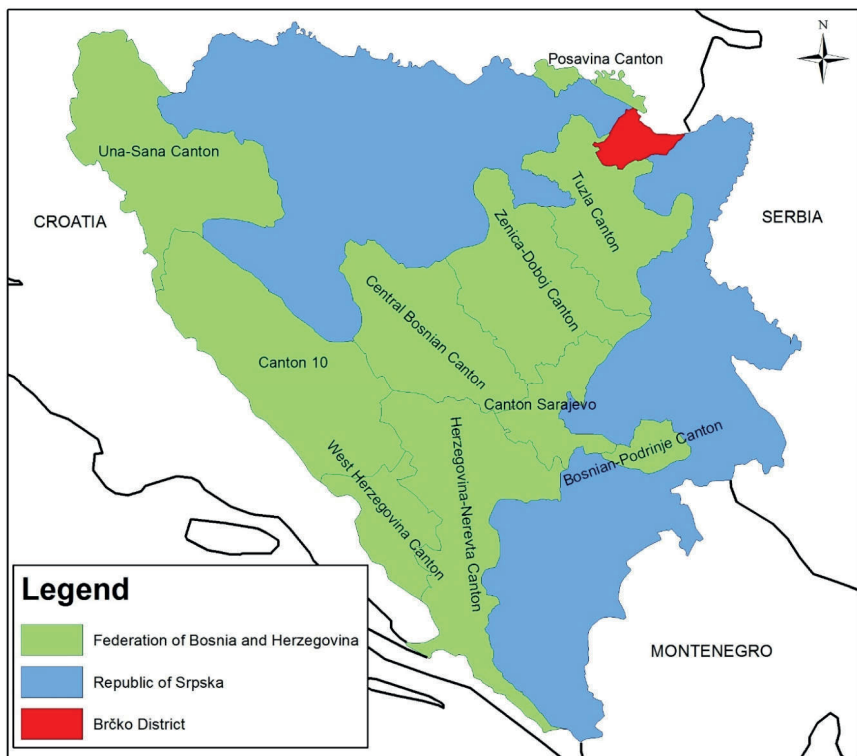 N
Posavina Canton
Una-Sana Canton
Tuzla Canton
CROATIA
SERBIA
Zenica-Doboj Canton
Central Bosnian Canton
Canton 10
Canton Sarajevo
Bosnian-Podrinje Canton
West Herzegovina Canton
Herzegovina-Nerevta Canton
MONTENEGRO
Legend
Federation of Bosnia and Herzegovina
Republic of Srpska
Brčko District